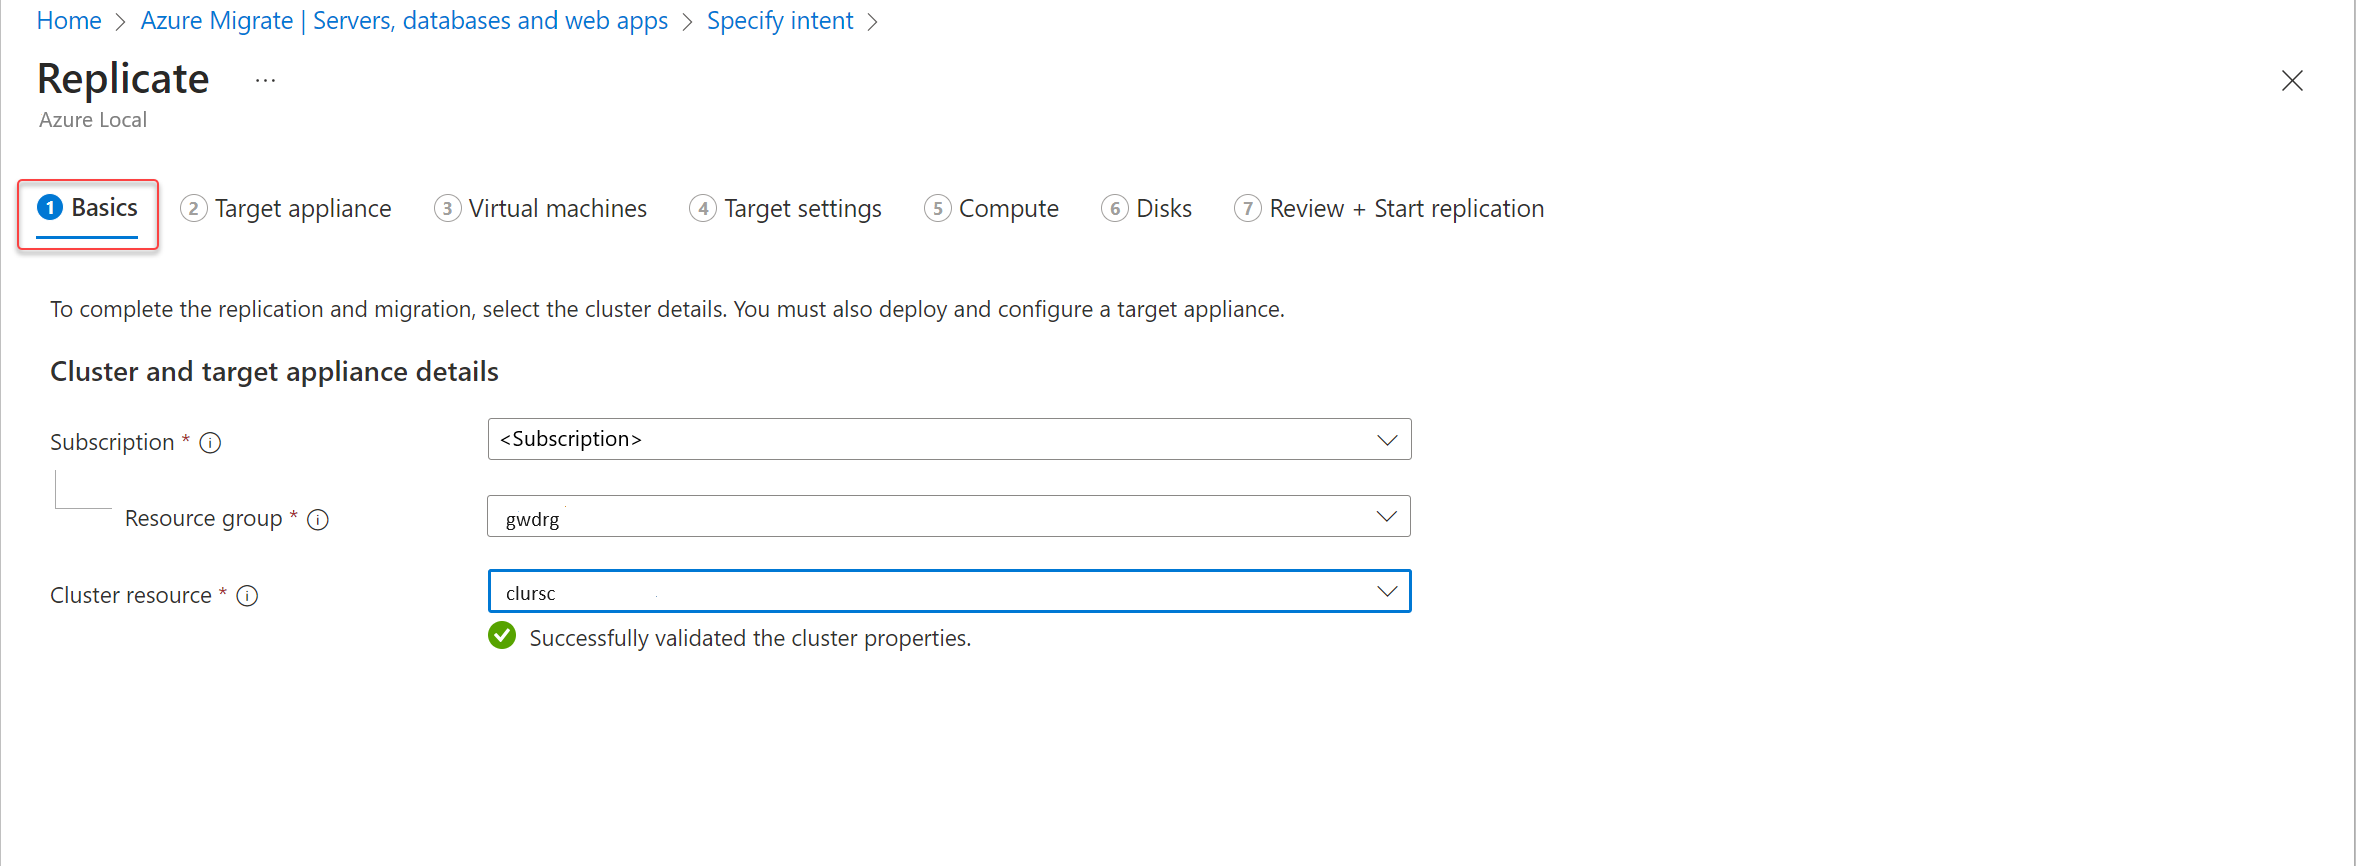 Home > Azure Migrate | Servers, databases and web apps > Specify intent >
Replicate ...
Azure Local
1 Basics 2 Target appliance 3 Virtual machines 4 Target settings 5 Compute 6 Disks 7 Review + Start replication
To complete the replication and migration, select the cluster details. You must also deploy and configure a target appliance.
Cluster and target appliance details
Subscription * <Subscription>
Resource group * gwdrg
Cluster resource * clursc
Successfully validated the cluster properties.